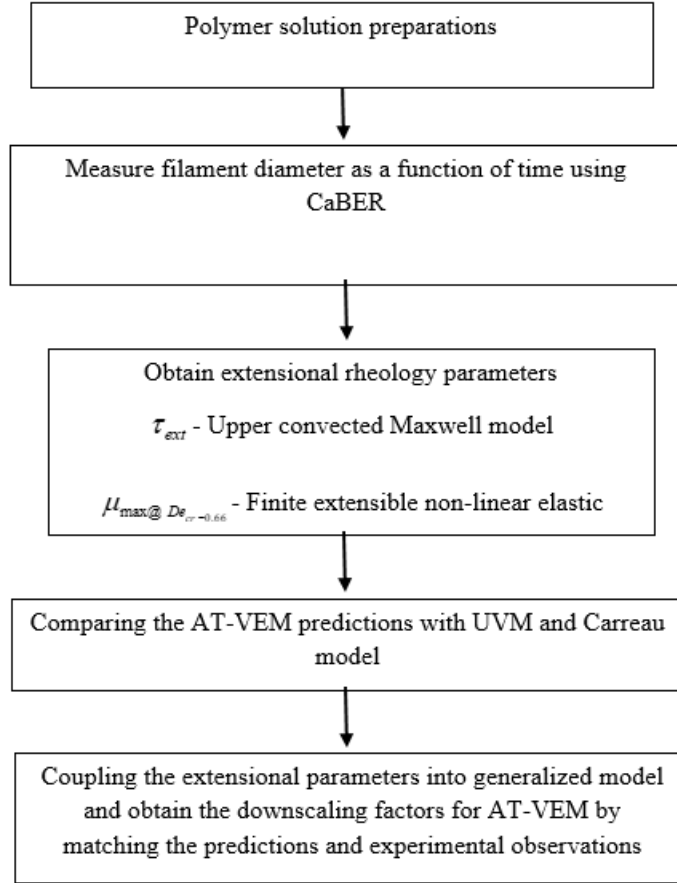 Polymer solution preparations
Measure filament diameter as a function of time using
CaBER
Obtain extensional rheology parameters
τext - Upper convected Maxwell model
μmax@ Decr=0.66 - Finite extensible non-linear elastic
Comparing the AT-VEM predictions with UVM and Carreau
model
Coupling the extensional parameters into generalized model
and obtain the downscaling factors for AT-VEM by
matching the predictions and experimental observations